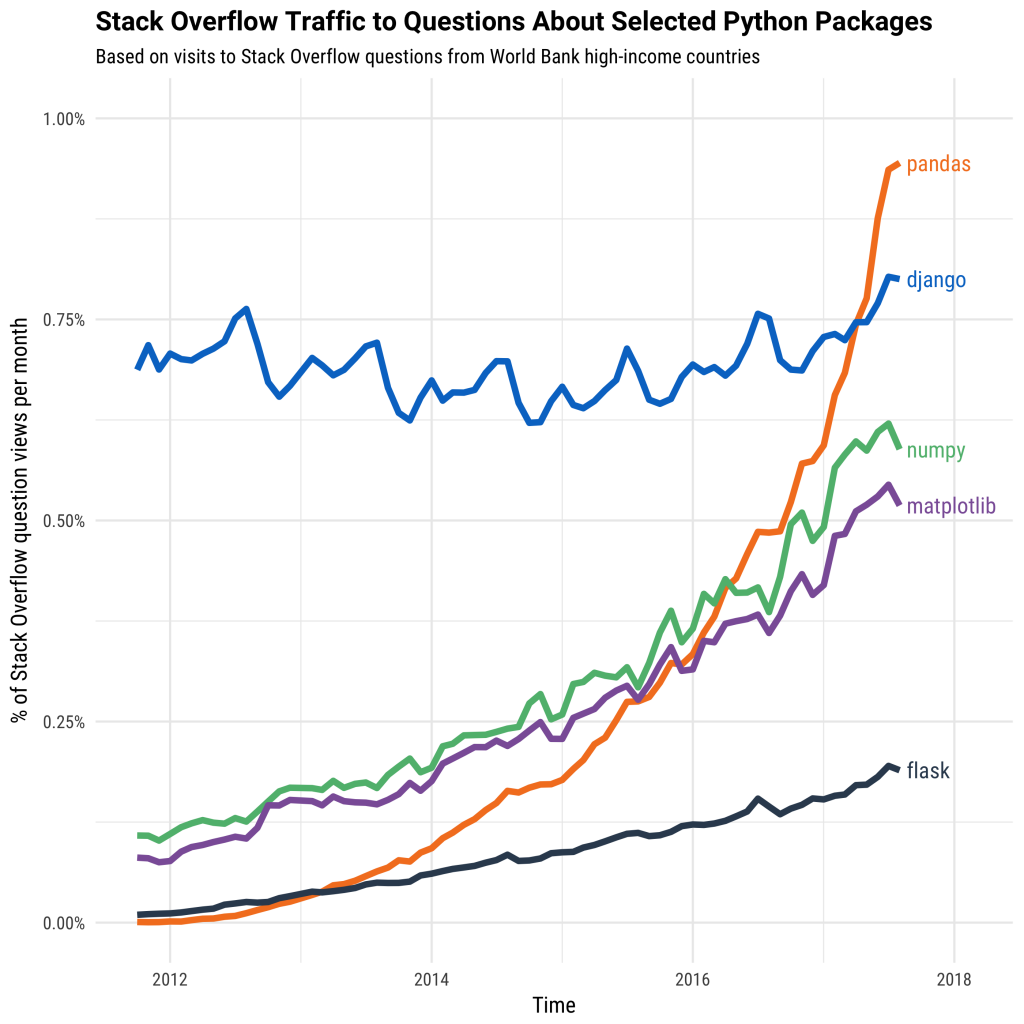 Stack Overflow Traffic to Questions About Selected Python Packages
Based on visits to Stack Overflow questions from World Bank high-income countries
% of Stack Overflow question views per month
1.00%
0.75%
0.50%
0.25%
0.00%
pandas
django
numpy
matplotlib
flask
2012
2014
2016
2018
Time